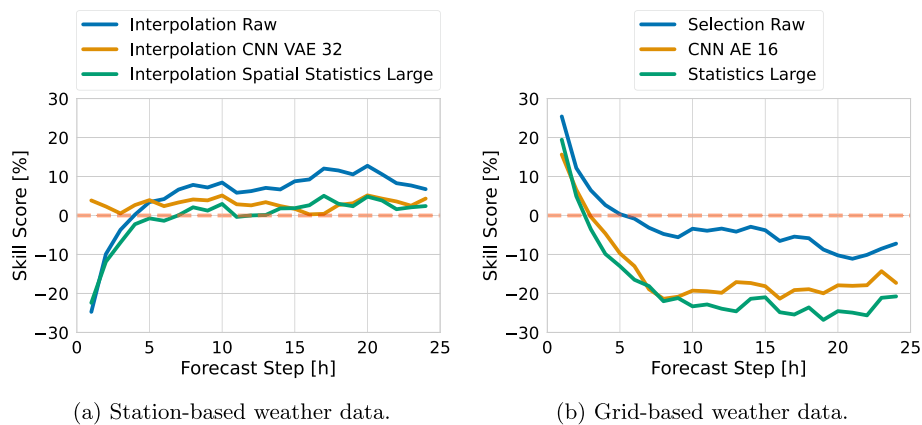 Interpolation Raw
Interpolation CNN VAE 32
Interpolation Spatial Statistics Large
30
20
10
0
−10
−20
−30
0 5 10 15 20 25
Skill Score [%]
Forecast Step [h]
(a) Station-based weather data.
Selection Raw
CNN AE 16
Statistics Large
30
20
10
0
−10
−20
−30
0 5 10 15 20 25
Skill Score [%]
Forecast Step [h]
(b) Grid-based weather data.